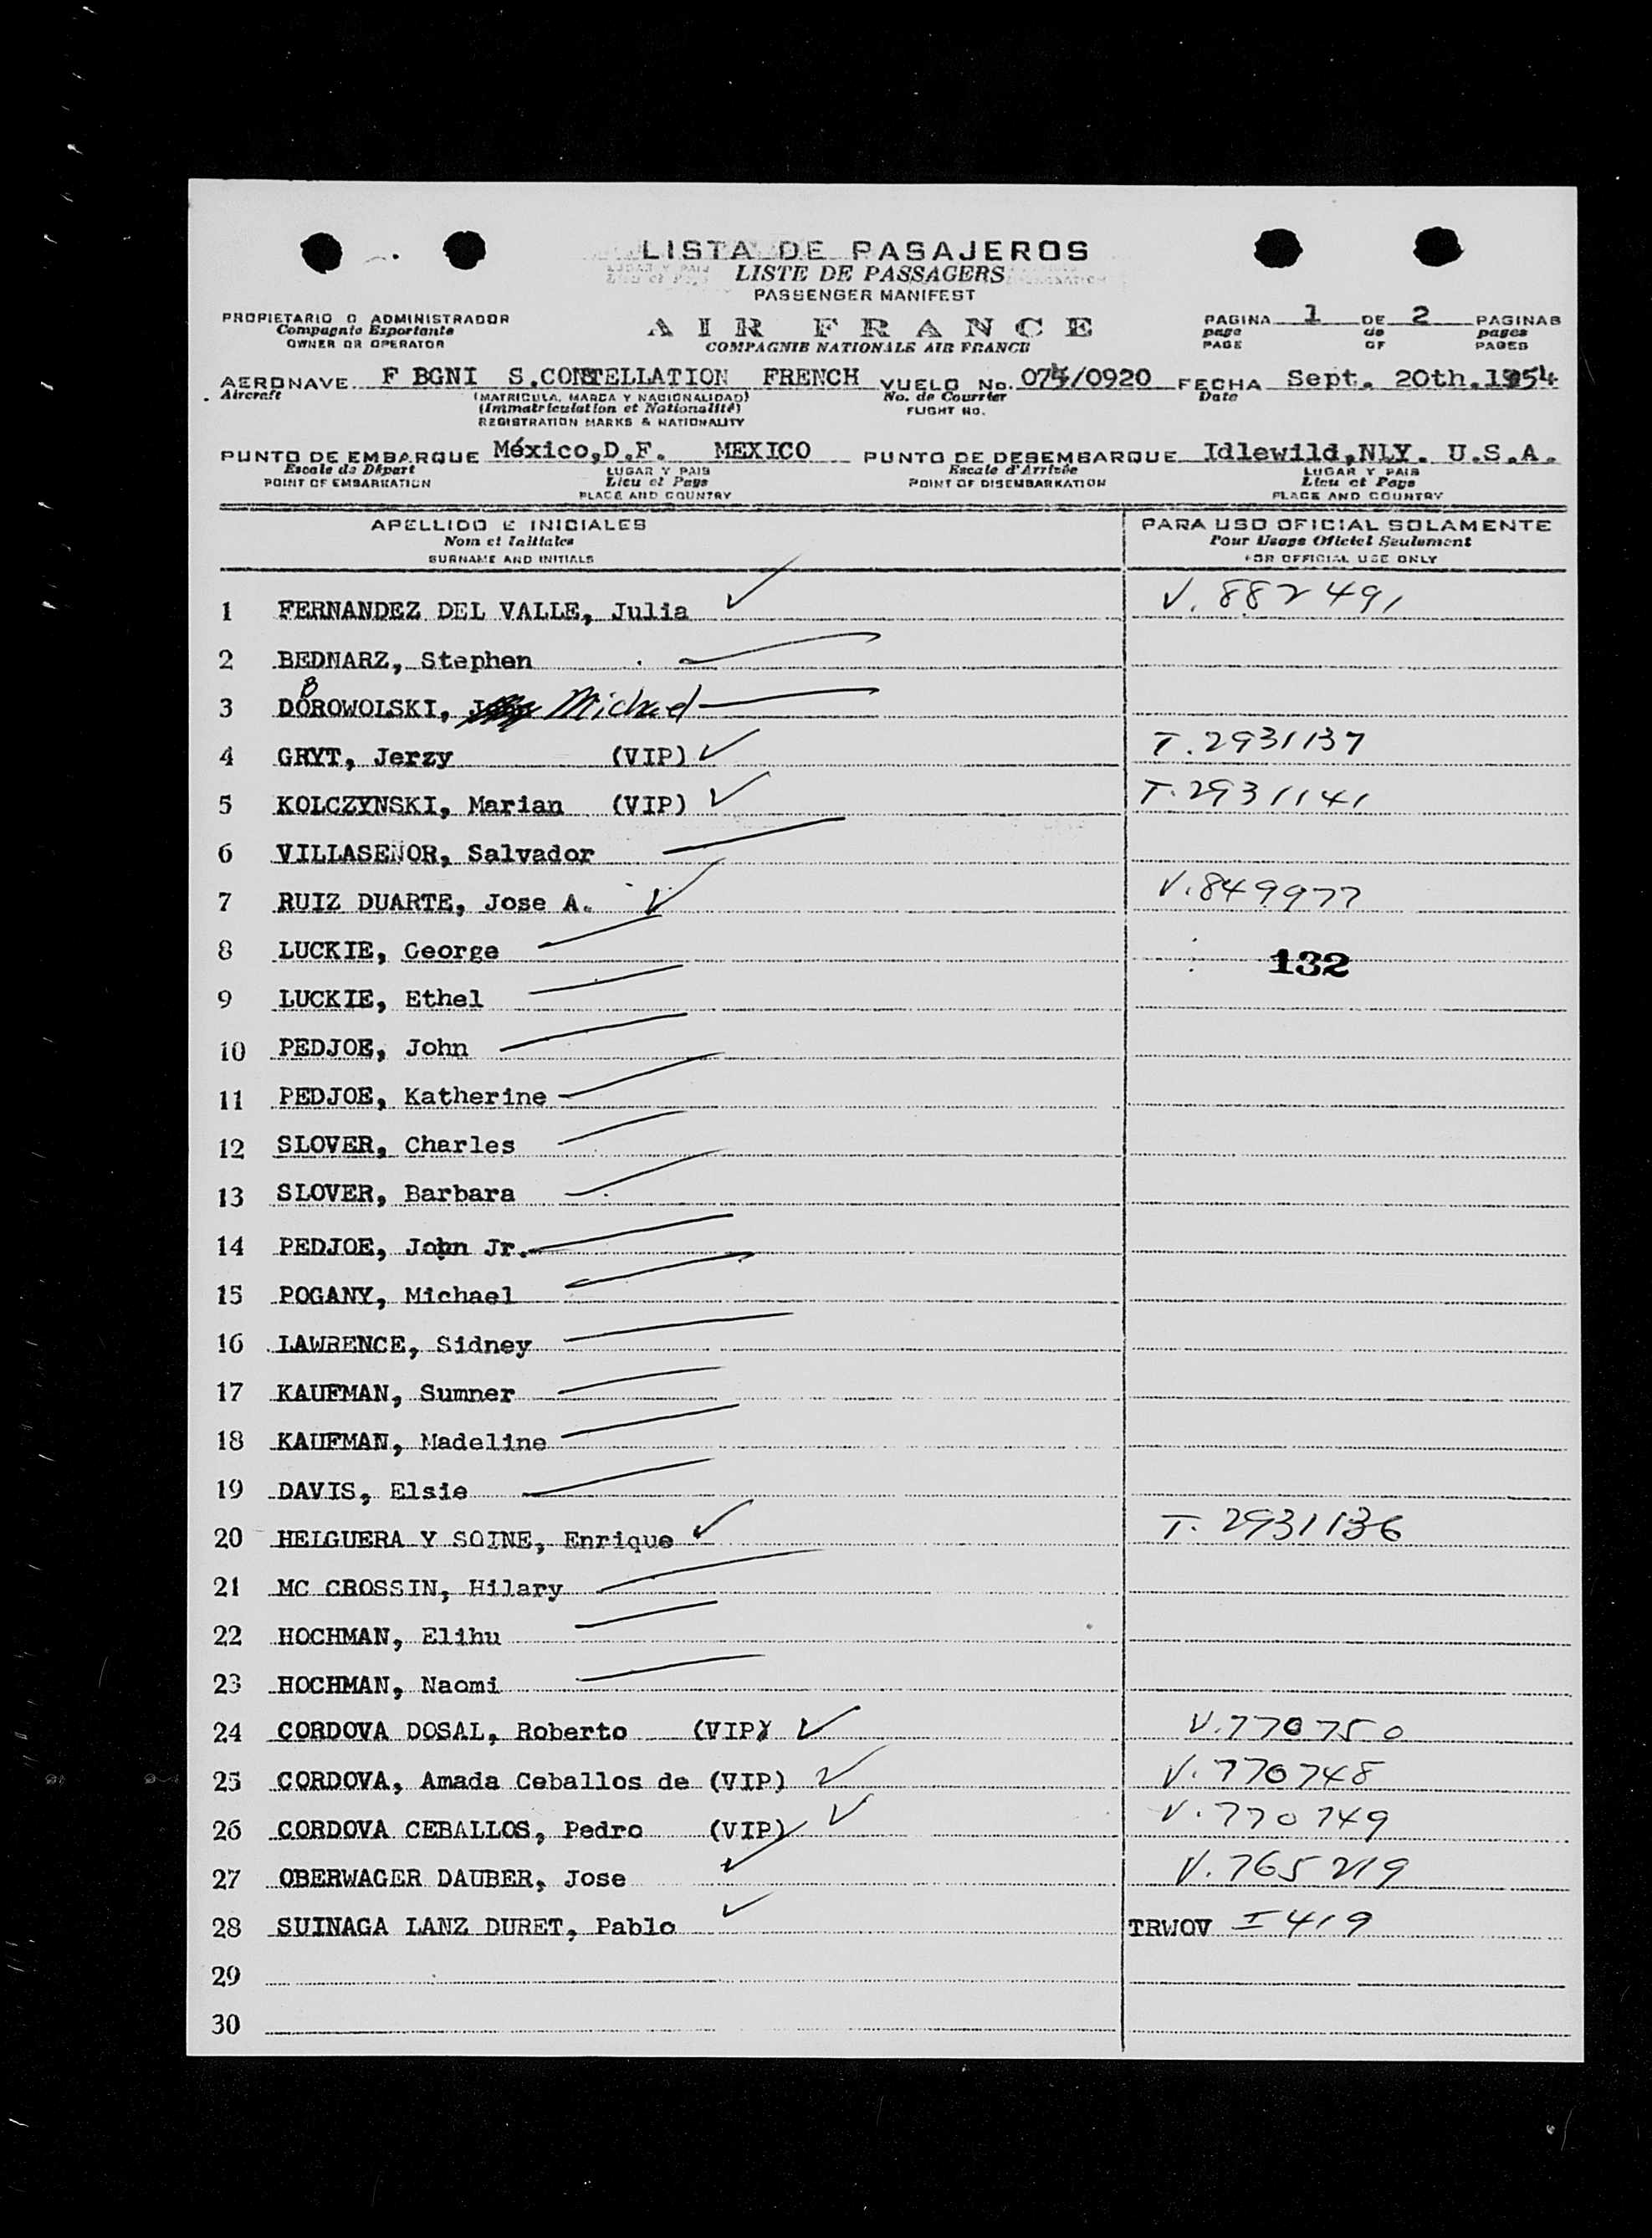 LISTA DE PASAJEROS
LISTE DE PASSAGERS
PASSENGER MANIFEST
PROPIETARIO O ADMINISTRADOR
Compagnie Exportante
OWNER OR OPERATOR
AIR FRANCE
COMPAGNIE NATIONALE AIR FRANCE
PAGINA 1 DE 2 PAGINAS
page de pages
PAGE OF PAGES
AERONAVE F BGNI S.CONSTELLATION FRENCH VUELO No. 075/0920 FECHA Sept. 20th.1954
Aircraft (MATRICULA, MARCA Y NACIONALIDAD) No. de Courrier Date
(Immatriculation et Nationalité) FLIGHT NO.
REGISTRATION MARKS & NATIONALITY
PUNTO DE EMBARQUE México,D.F. MEXICO PUNTO DE DESEMBARQUE Idlewild,NLY. U.S.A.
Escale de Départ LUGAR Y PAIS Escale d'Arrivée LUGAR Y PAIS
POINT OF EMBARKATION Lieu et Pays POINT OF DISEMBARKATION Lieu et Pays
PLACE AND COUNTRY PLACE AND COUNTRY
APELLIDO E INICIALES PARA USO OFICIAL SOLAMENTE
Nom et Initiales Pour Usage Officiel Seulement
SURNAME AND INITIALS FOR OFFICIAL USE ONLY
1 FERNANDEZ DEL VALLE, Julia V. 882491
2 BEDNARZ, Stephen
3 DOBROWOLSKI, Michael
4 GRYT, Jerzy (VIP) T. 2931137
5 KOLCZYNSKI, Marian (VIP) T. 2931141
6 VILLASEÑOR, Salvador
7 RUIZ DUARTE, Jose A. V. 849977
8 LUCKIE, George 132
9 LUCKIE, Ethel
10 PEDJOE, John
11 PEDJOE, Katherine
12 SLOVER, Charles
13 SLOVER, Barbara
14 PEDJOE, John Jr.
15 POGANY, Michael
16 LAWRENCE, Sidney
17 KAUFMAN, Sumner
18 KAUFMAN, Madeline
19 DAVIS, Elsie
20 HELGUERA Y SOINE, Enrique T. 2931136
21 MC CROSSIN, Hilary
22 HOCHMAN, Elihu
23 HOCHMAN, Naomi
24 CORDOVA DOSAL, Roberto (VIP) V. 770750
25 CORDOVA, Amada Ceballos de (VIP) V. 770748
26 CORDOVA CEBALLOS, Pedro (VIP) V. 770749
27 OBERWAGER DAUBER, Jose V. 765219
28 SUINAGA LANZ DURET, Pablo TRWOV I 419
29
30